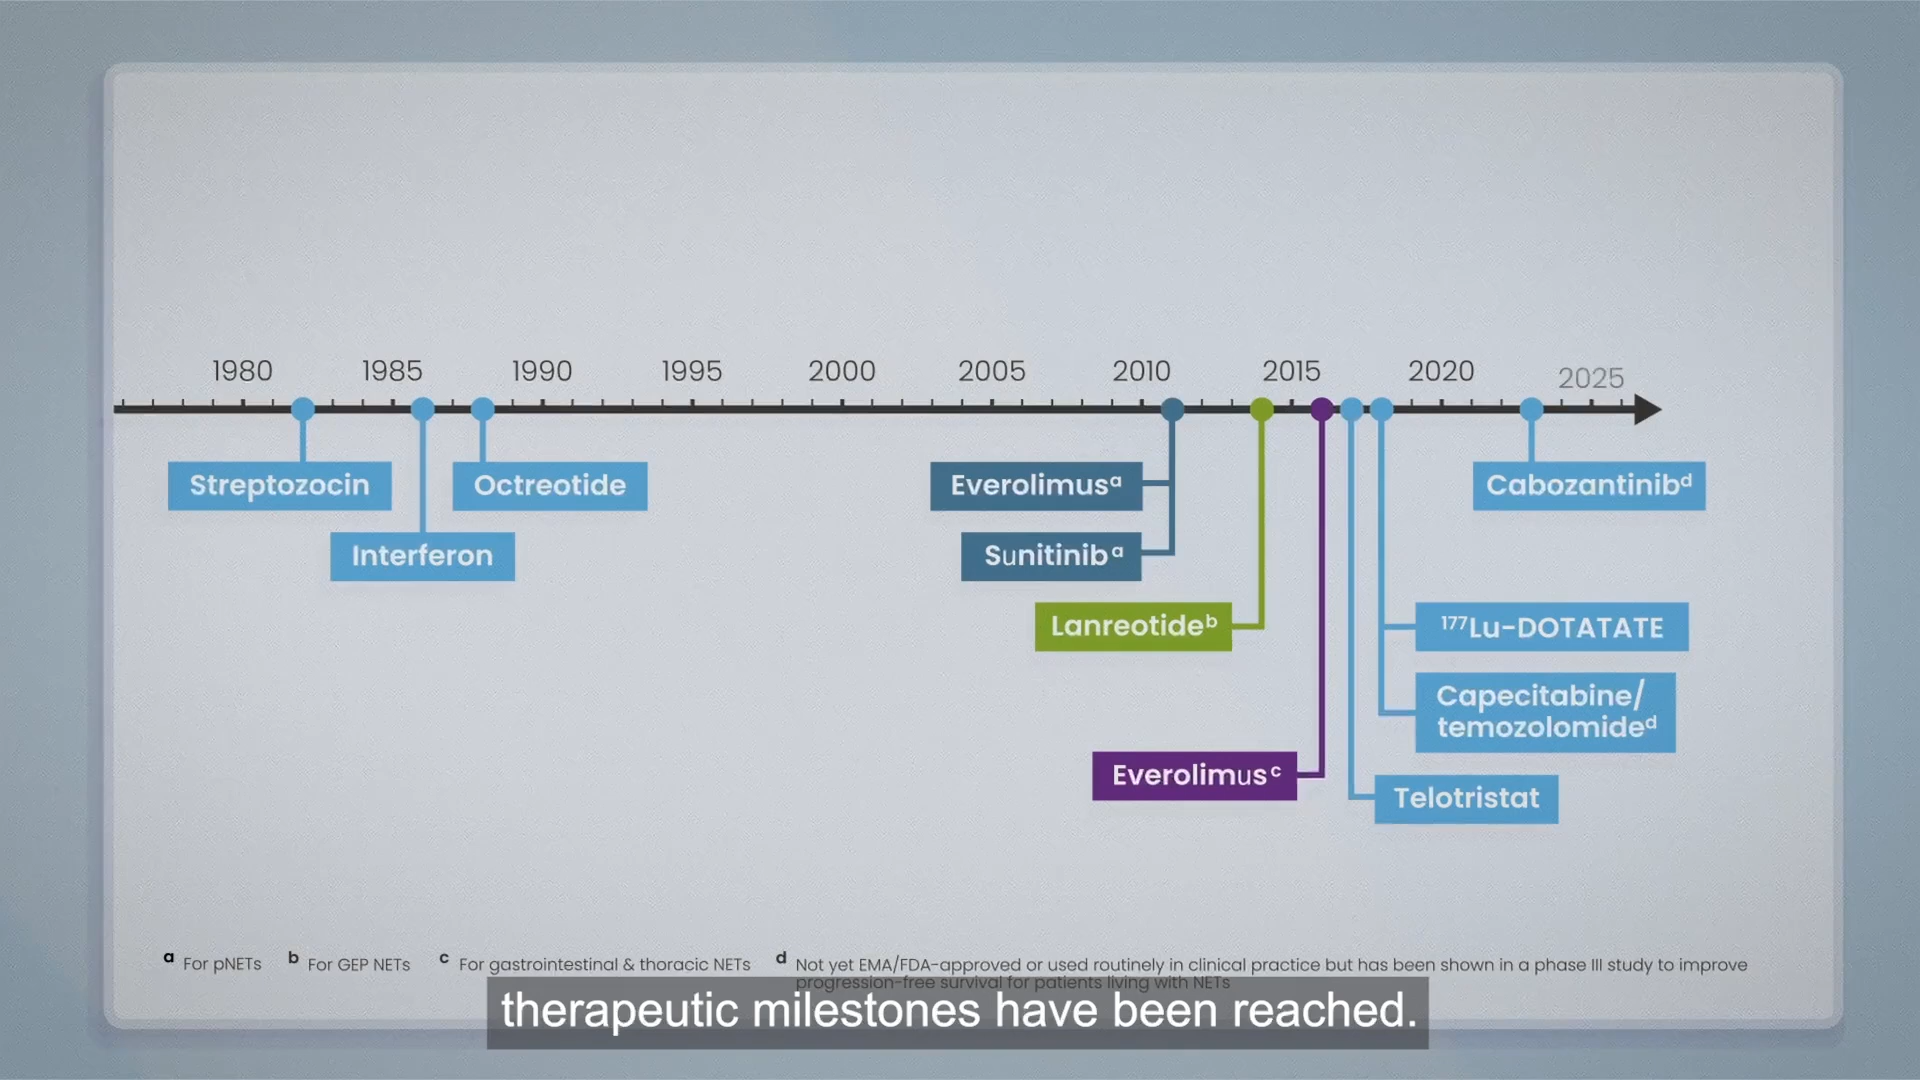 1980 1985 1990 1995 2000 2005 2010 2015 2020 2025
Streptozocin
Octreotide
Everolimusᵃ
Cabozantinibᵈ
Interferon
Sunitinibᵃ
Lanreotideᵇ
¹⁷⁷Lu-DOTATATE
Capecitabine/
temozolomideᵈ
Everolimusᶜ
Telotristat
a For pNETs b For GEP NETs c For gastrointestinal & thoracic NETs d Not yet EMA/FDA-approved or used routinely in clinical practice but has been shown in a phase III study to improve
progression-free survival for patients living with NETs
therapeutic milestones have been reached.